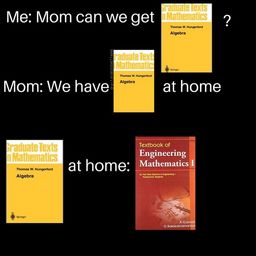 Me: Mom can we get
Graduate Texts
in Mathematics
Thomas W. Hungerford
Algebra
Springer
?
Mom: We have
Graduate Texts
in Mathematics
Thomas W. Hungerford
Algebra
at home
Graduate Texts
in Mathematics
Thomas W. Hungerford
Algebra
Springer
at home:
Textbook of
Engineering
Mathematics I